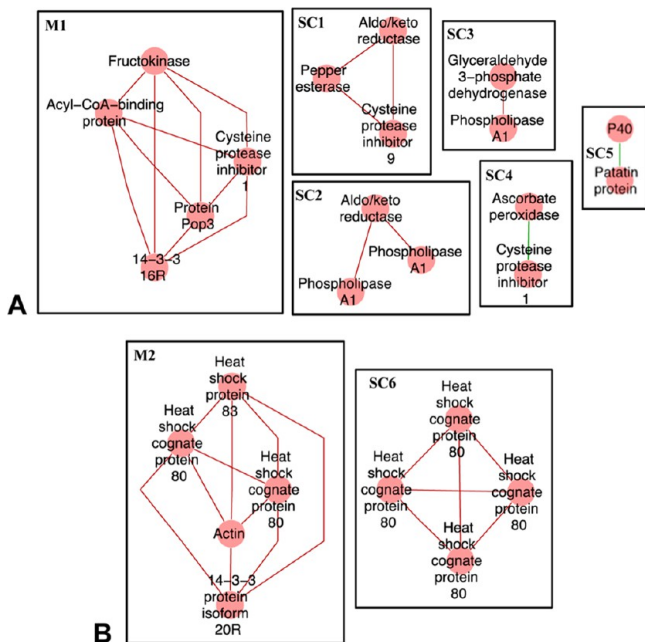 M1
Fructokinase
Acyl-CoA-binding
protein
Cysteine
protease
inhibitor
1
Protein
Pop3
14-3-3
16R
SC1
Aldo/keto
reductase
Pepper
esterase
Cysteine
protease
inhibitor
9
SC2
Aldo/keto
reductase
Phospholipase
A1
Phospholipase
A1
SC3
Glyceraldehyde
3-phosphate
dehydrogenase
Phospholipase
A1
SC4
Ascorbate
peroxidase
Cysteine
protease
inhibitor
1
P40
SC5
Patatin
protein
A
M2
Heat
shock
protein
83
Heat
shock
cognate
protein
80
Heat
shock
cognate
protein
80
Actin
14-3-3
protein
isoform
20R
SC6
Heat
shock
cognate
protein
80
Heat
shock
cognate
protein
80
Heat
shock
cognate
protein
80
Heat
shock
cognate
protein
80
B